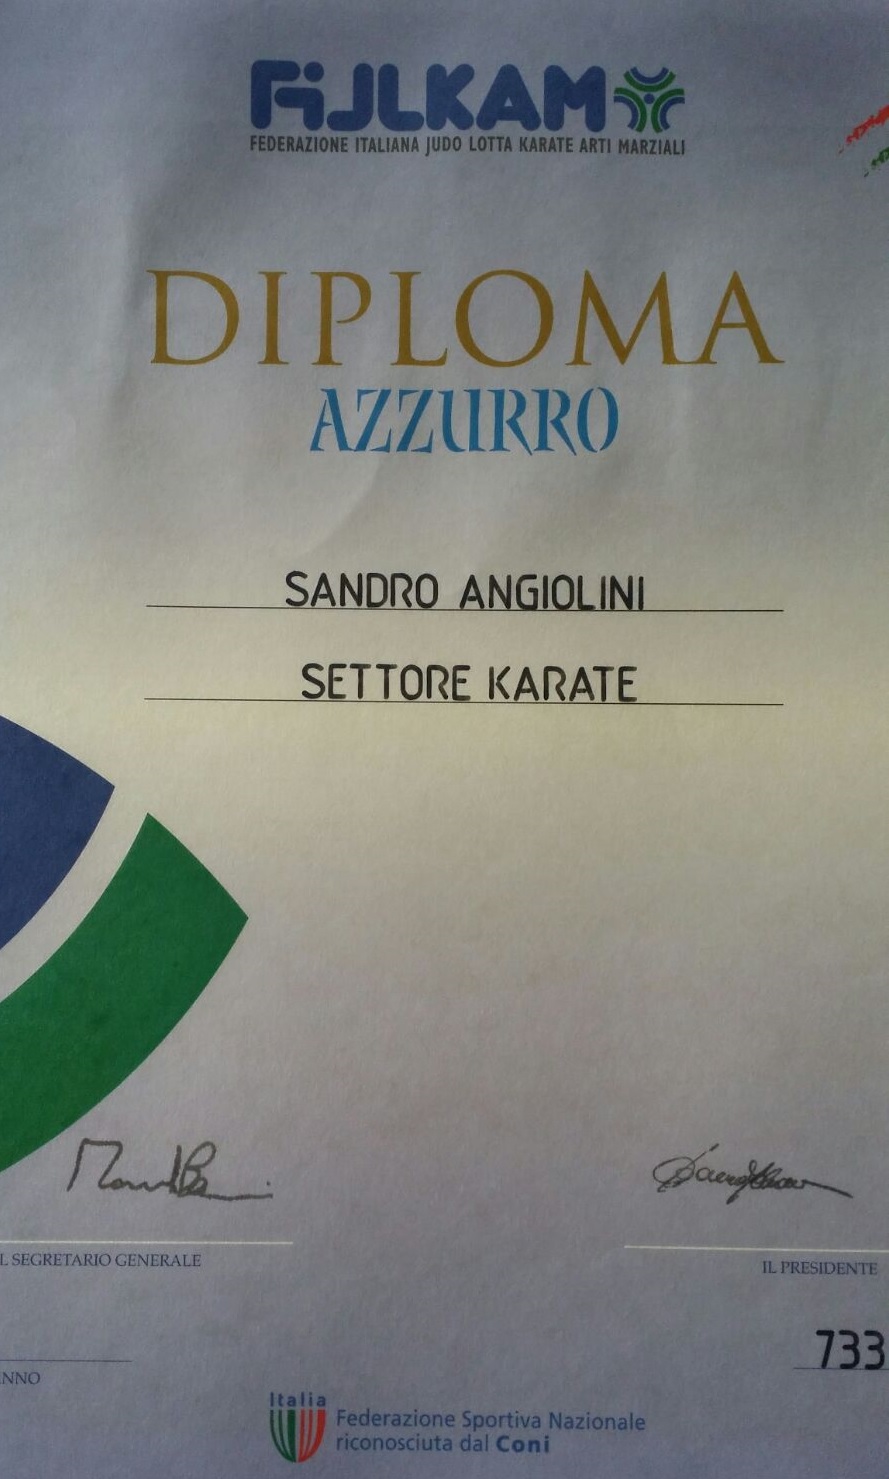 FIJLKAM
FEDERAZIONE ITALIANA JUDO LOTTA KARATE ARTI MARZIALI
DIPLOMA
AZZURRO
SANDRO ANGIOLINI
SETTORE KARATE
L SEGRETARIO GENERALE
IL PRESIDENTE
733
NNO
Italia
Federazione Sportiva Nazionale
riconosciuta dal Coni